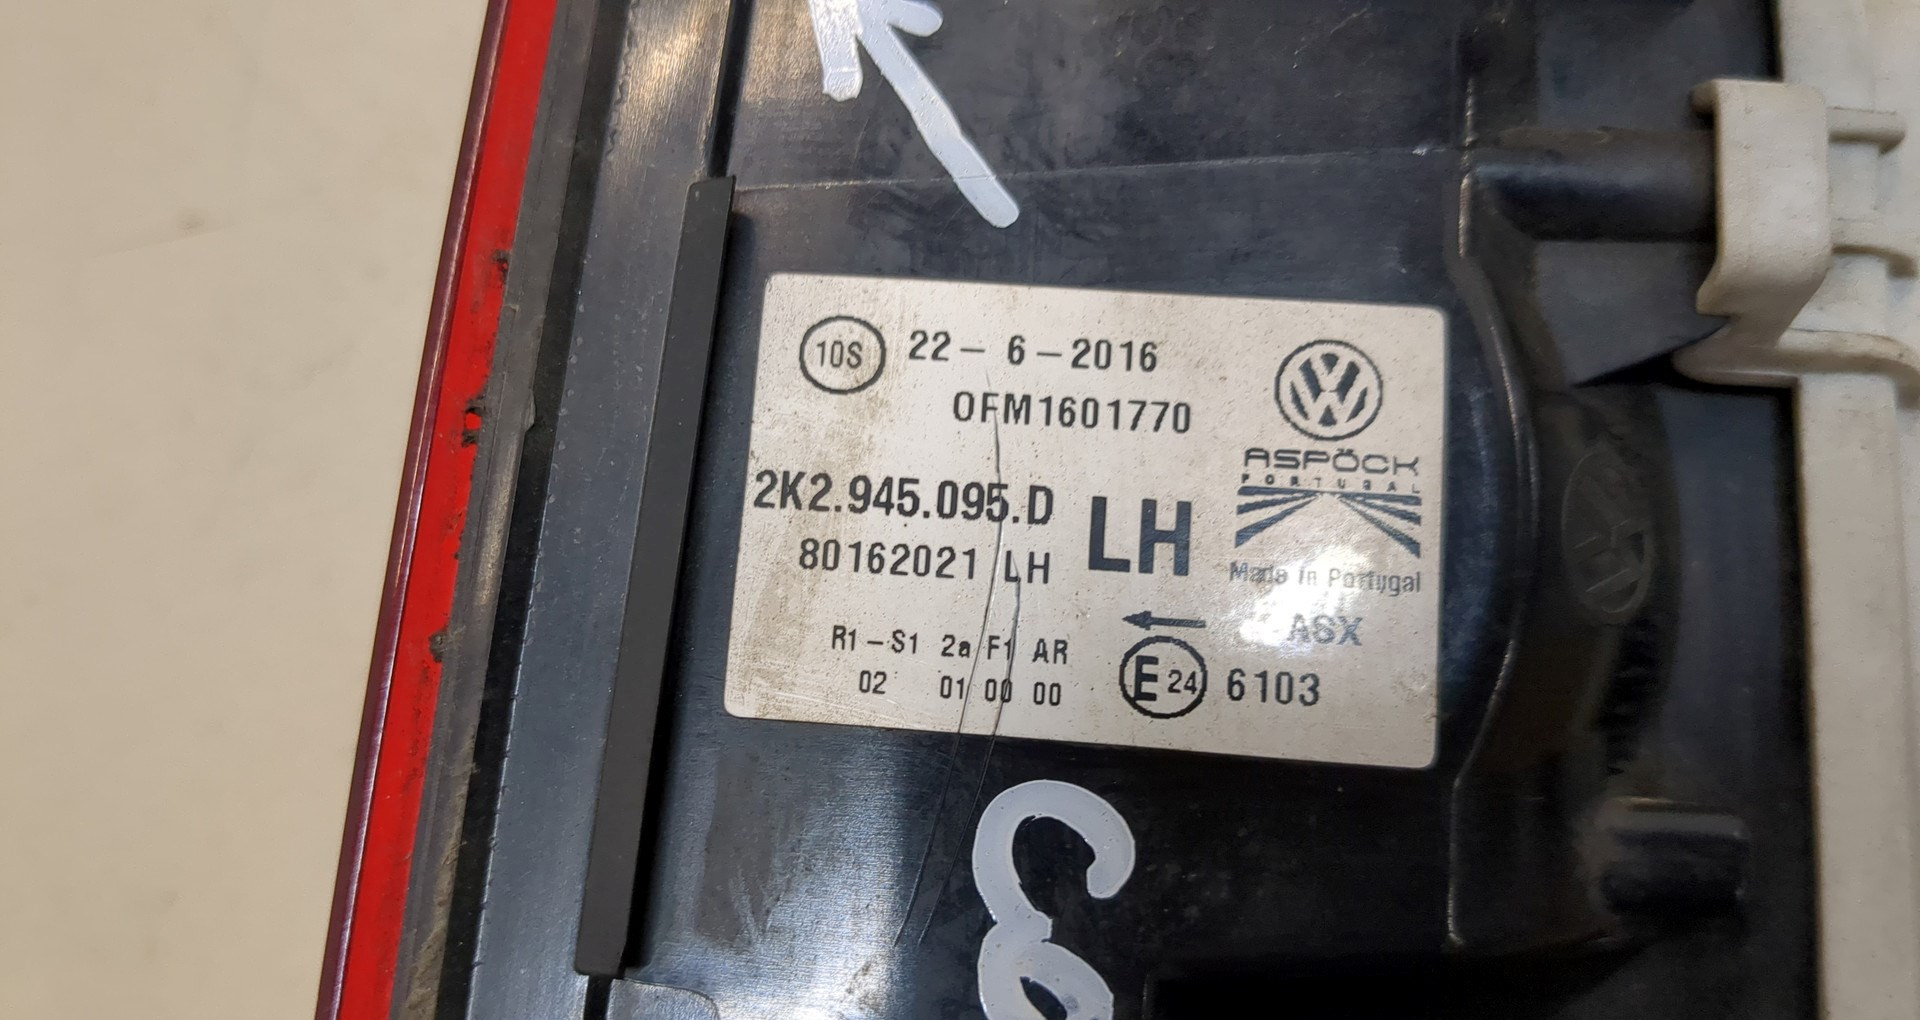 10S 22 - 6 - 2016
OFM1601770
ASPÖCK
PORTUGAL
2K2.945.095.D LH
80162021 LH
Made in Portugal
ASX
R1 - S1 2a F1 AR
02 01 00 00
E 24 6103